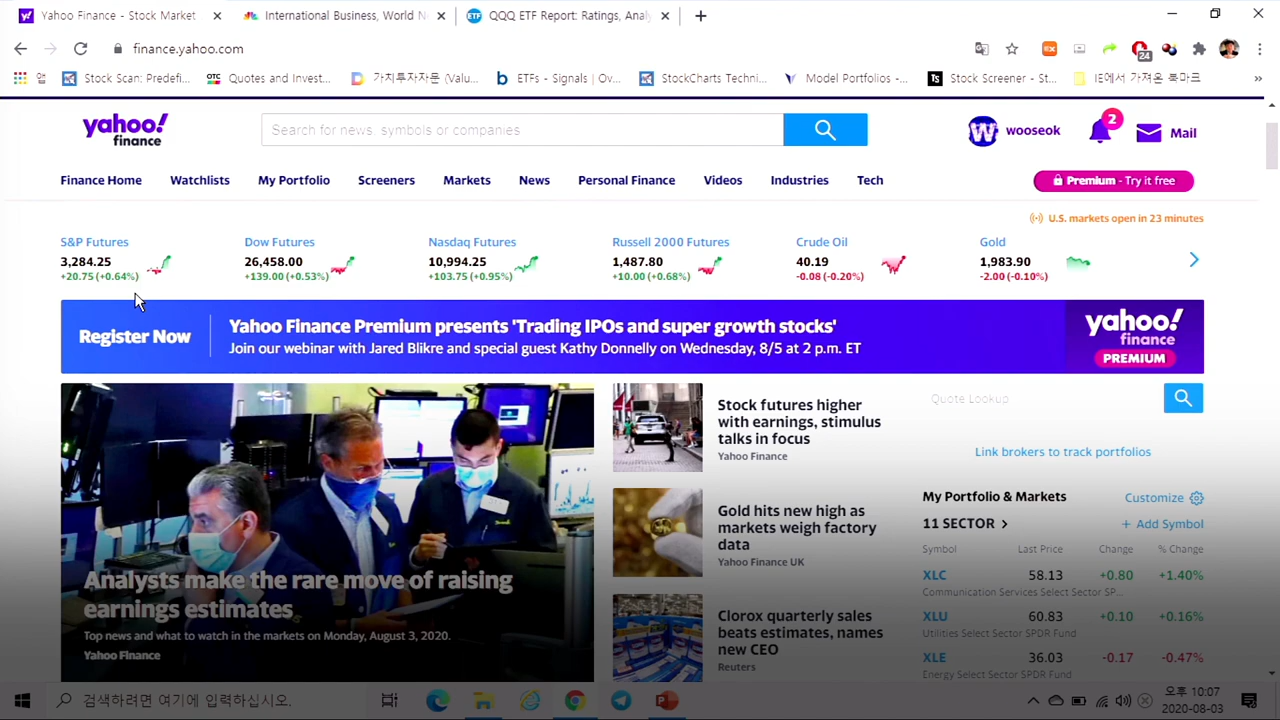 Yahoo Finance - Stock Market
International Business, World N
QQQ ETF Report: Ratings, Analy
finance.yahoo.com
24
앱
Stock Scan: Predefi...
OTC
Quotes and Invest...
가치투자자문 (Valu...
ETFs - Signals | Ov...
StockCharts:Techni...
Model Portfolios -...
Ts
Stock Screener - St...
IE에서 가져온 북마크
»
yahoo!
finance
Search for news, symbols or companies
W
wooseok
2
Mail
Finance Home
Watchlists
My Portfolio
Screeners
Markets
News
Personal Finance
Videos
Industries
Tech
Premium - Try it free
U.S. markets open in 23 minutes
S&P Futures
3,284.25
+20.75 (+0.64%)
Dow Futures
26,458.00
+139.00 (+0.53%)
Nasdaq Futures
10,994.25
+103.75 (+0.95%)
Russell 2000 Futures
1,487.80
+10.00 (+0.68%)
Crude Oil
40.19
-0.08 (-0.20%)
Gold
1,983.90
-2.00 (-0.10%)
Register Now
Yahoo Finance Premium presents 'Trading IPOs and super growth stocks'
Join our webinar with Jared Blikre and special guest Kathy Donnelly on Wednesday, 8/5 at 2 p.m. ET
yahoo!
finance
PREMIUM
Analysts make the rare move of raising
earnings estimates
Top news and what to watch in the markets on Monday, August 3, 2020.
Yahoo Finance
Stock futures higher
with earnings, stimulus
talks in focus
Yahoo Finance
Gold hits new high as
markets weigh factory
data
Yahoo Finance UK
Clorox quarterly sales
beats estimates, names
new CEO
Reuters
Quote Lookup
Link brokers to track portfolios
My Portfolio & Markets
Customize
11 SECTOR
+ Add Symbol
Symbol Last Price Change % Change
XLC 58.13 +0.80 +1.40%
Communication Services Select Sector SP...
XLU 60.83 +0.10 +0.16%
Utilities Select Sector SPDR Fund
XLE 36.03 -0.17 -0.47%
Energy Select Sector SPDR Fund
검색하려면 여기에 입력하십시오.
오후 10:07
2020-08-03